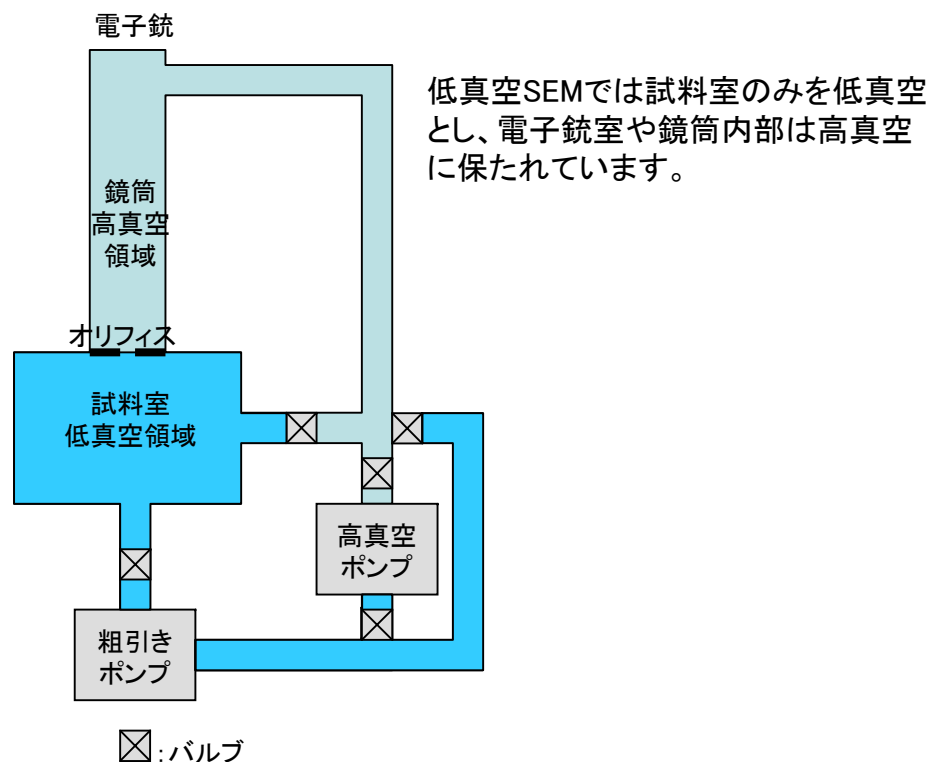 電子銃
低真空SEMでは試料室のみを低真空
とし、電子銃室や鏡筒内部は高真空
に保たれています。
鏡筒
高真空
領域
オリフィス
試料室
低真空領域
高真空
ポンプ
粗引き
ポンプ
:バルブ